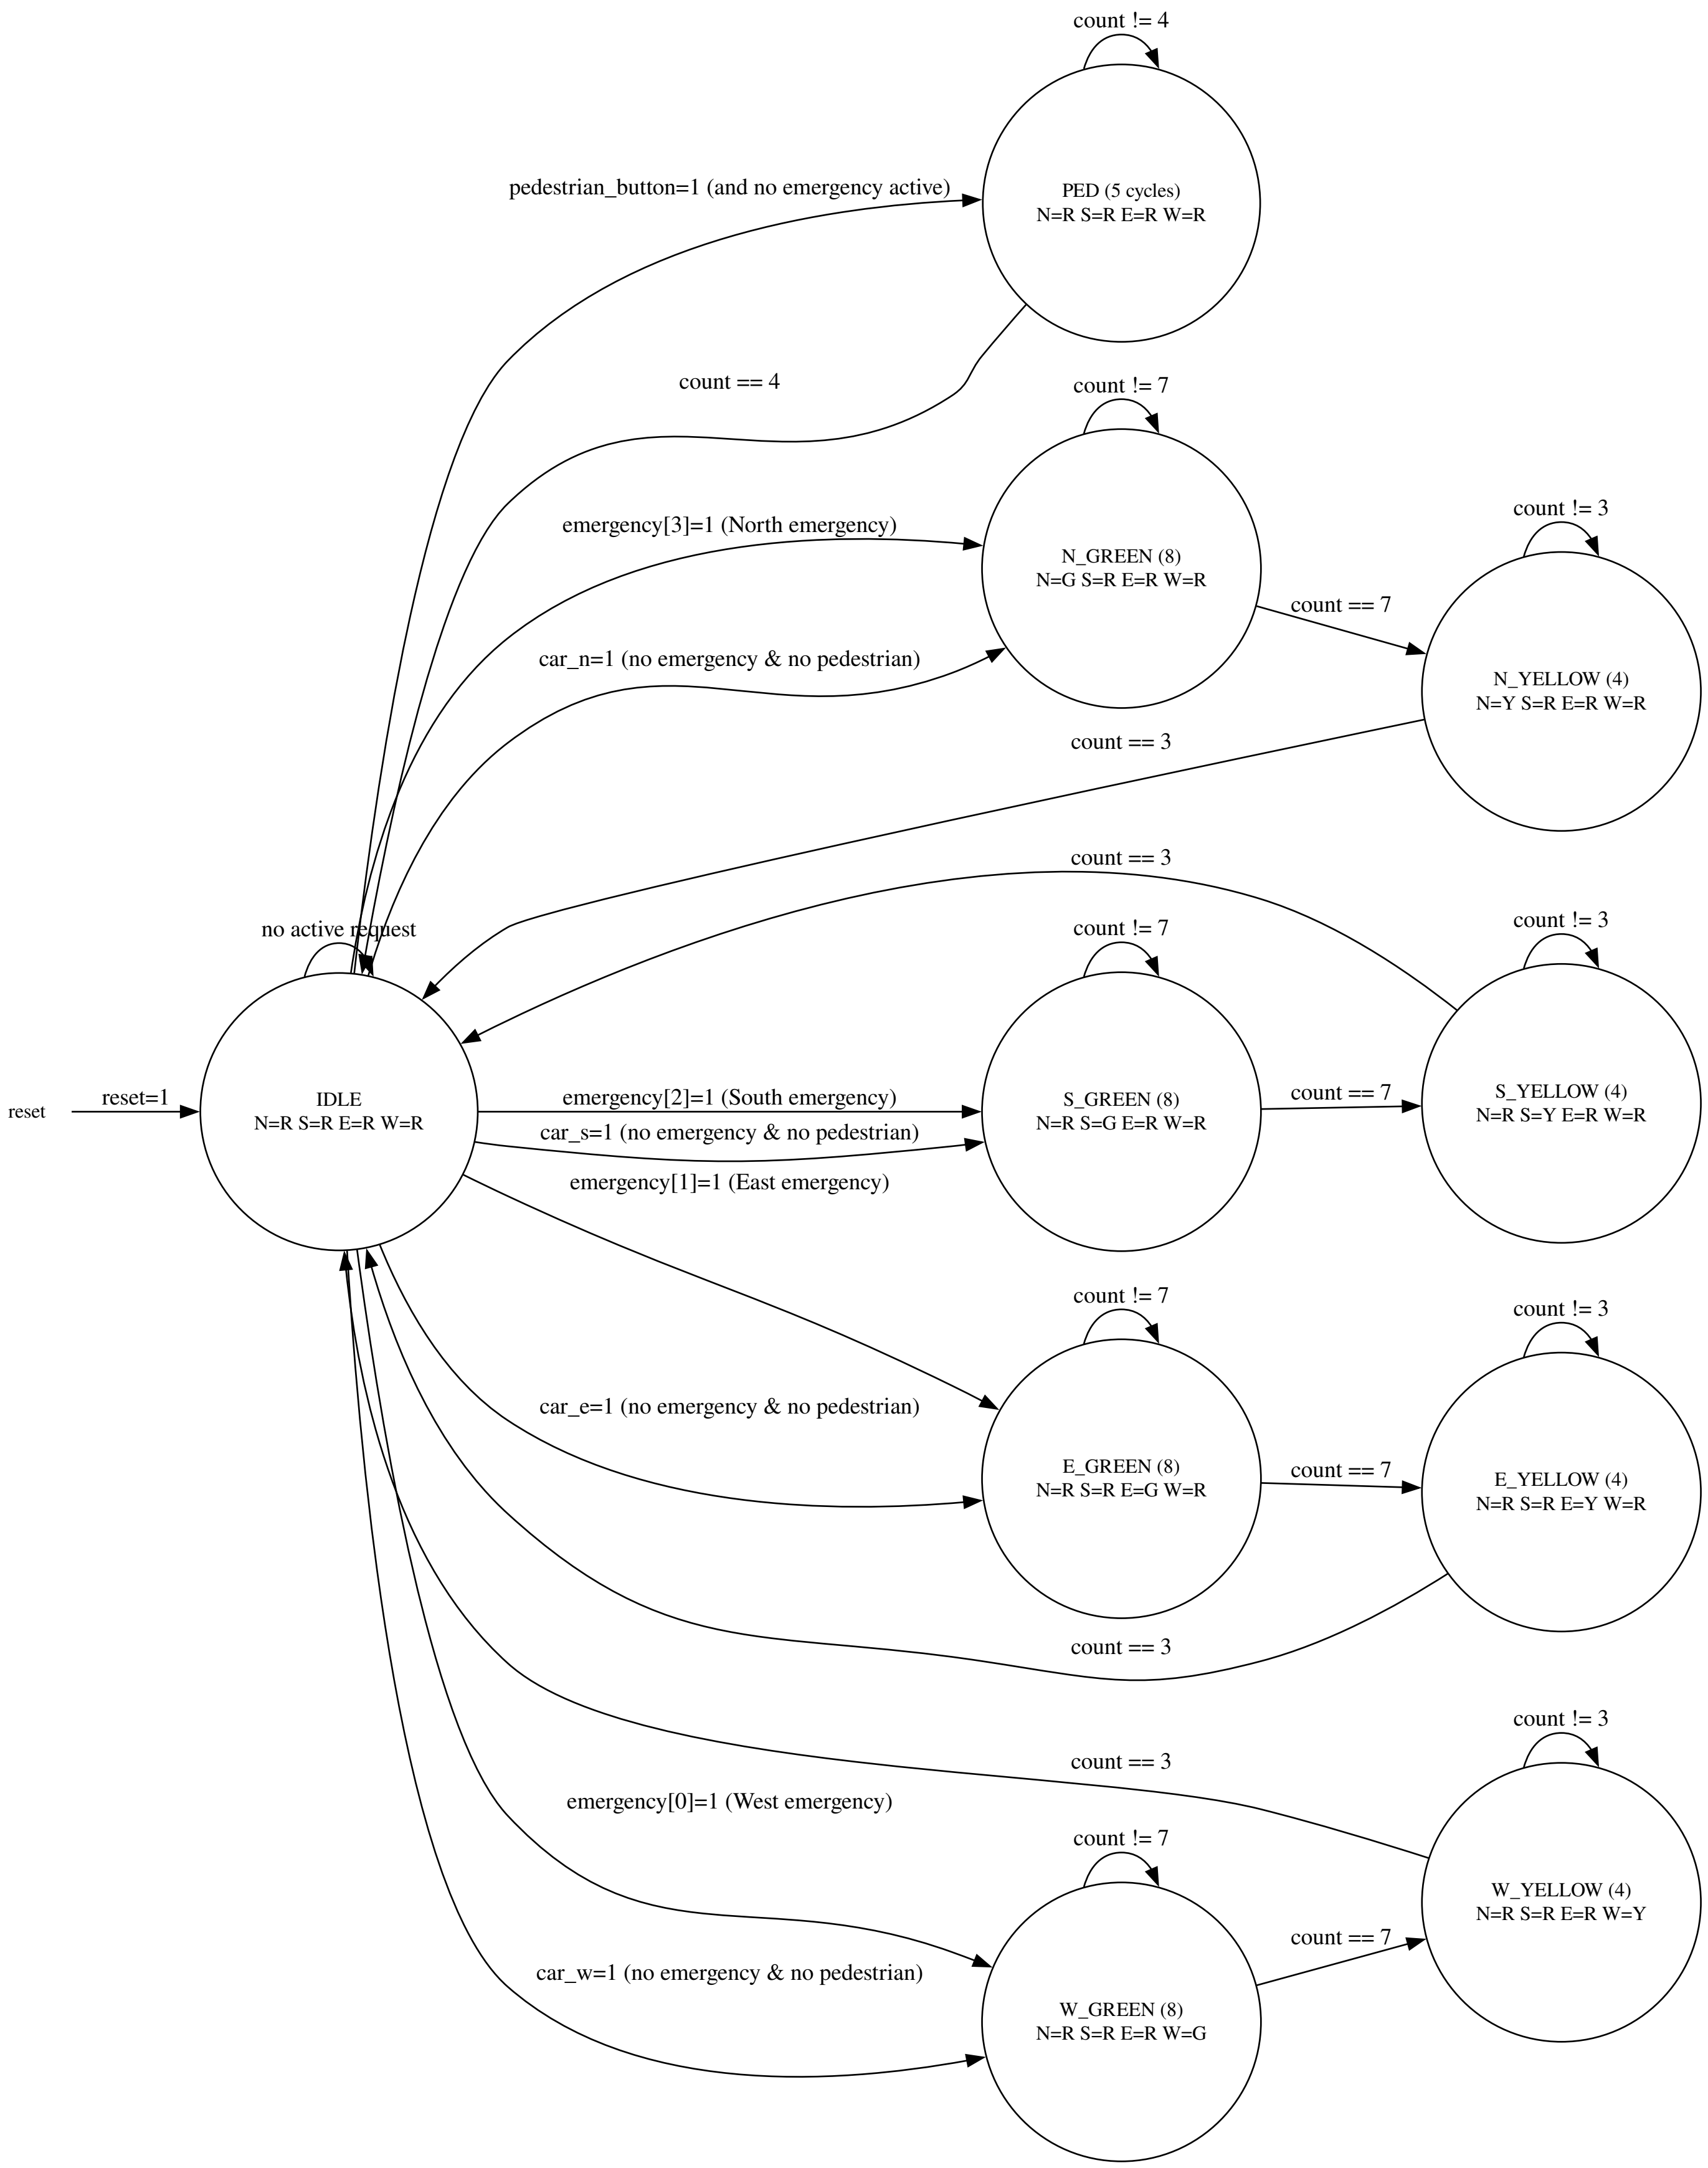 count != 4
pedestrian_button=1 (and no emergency active)
PED (5 cycles)
N=R S=R E=R W=R
count == 4
count != 7
emergency[3]=1 (North emergency)
N_GREEN (8)
N=G S=R E=R W=R
count != 3
count == 7
car_n=1 (no emergency & no pedestrian)
N_YELLOW (4)
N=Y S=R E=R W=R
count == 3
count == 3
no active request
count != 7
count != 3
reset
reset=1
IDLE
N=R S=R E=R W=R
emergency[2]=1 (South emergency)
car_s=1 (no emergency & no pedestrian)
S_GREEN (8)
N=R S=G E=R W=R
count == 7
S_YELLOW (4)
N=R S=Y E=R W=R
emergency[1]=1 (East emergency)
count != 7
count != 3
car_e=1 (no emergency & no pedestrian)
E_GREEN (8)
N=R S=R E=G W=R
count == 7
E_YELLOW (4)
N=R S=R E=Y W=R
count == 3
count != 3
count == 3
emergency[0]=1 (West emergency)
count != 7
W_YELLOW (4)
N=R S=R E=R W=Y
count == 7
car_w=1 (no emergency & no pedestrian)
W_GREEN (8)
N=R S=R E=R W=G